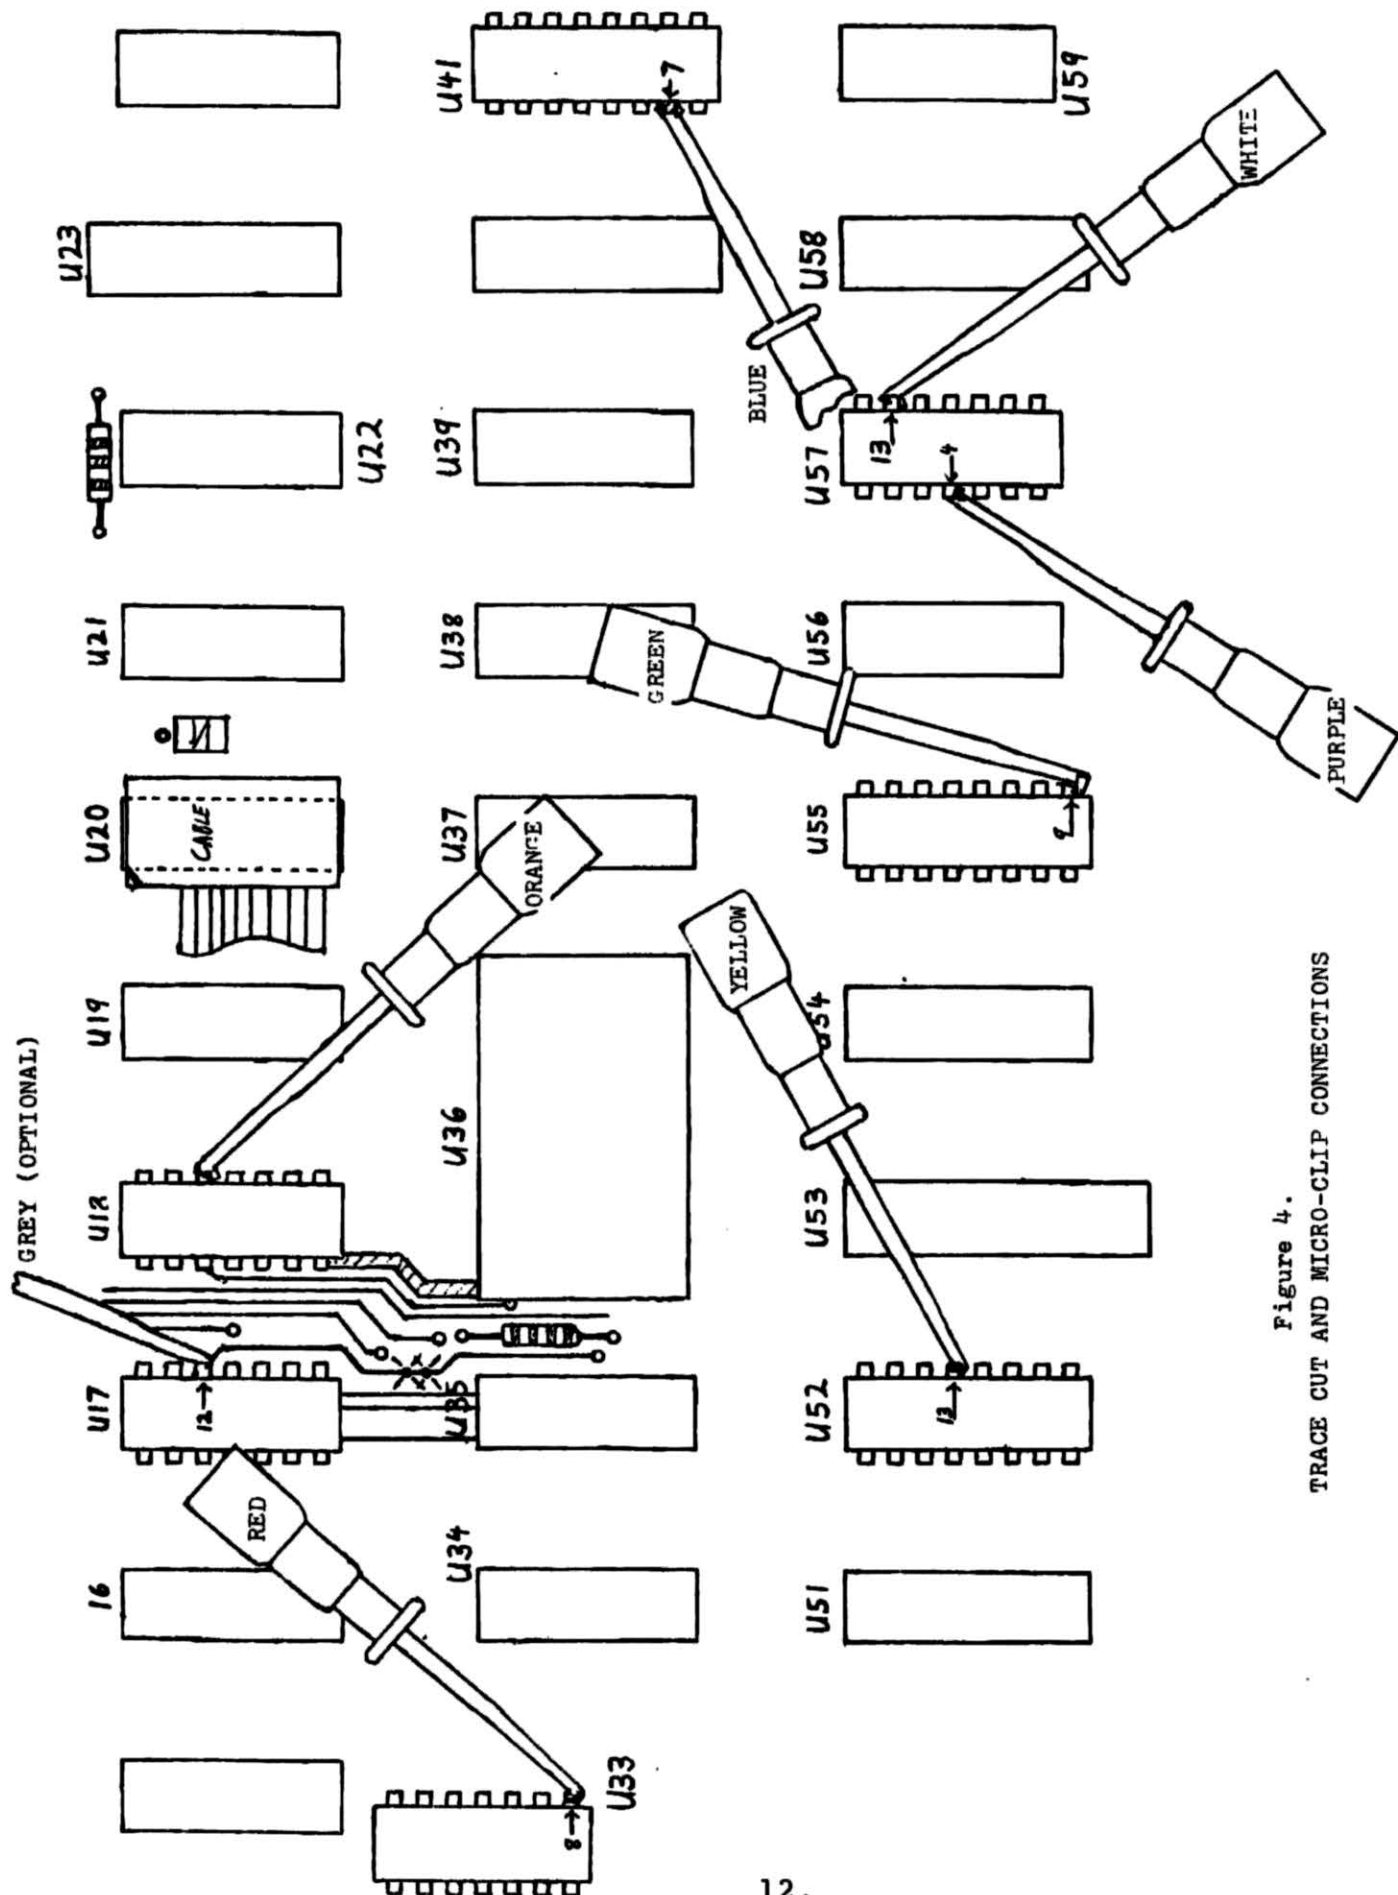 GREY (OPTIONAL)
16
U17
U12
U19
U20
U21
U23
12
CABLE
RED
U22
U34
U35
U36
U37
U38
U39
U41
ORANGE
8
U33
GREEN
7
YELLOW
BLUE
U51
U52
U53
U54
U55
U56
U57
U58
13
9
4
13
U59
WHITE
PURPLE
Figure 4.
TRACE CUT AND MICRO-CLIP CONNECTIONS
12.